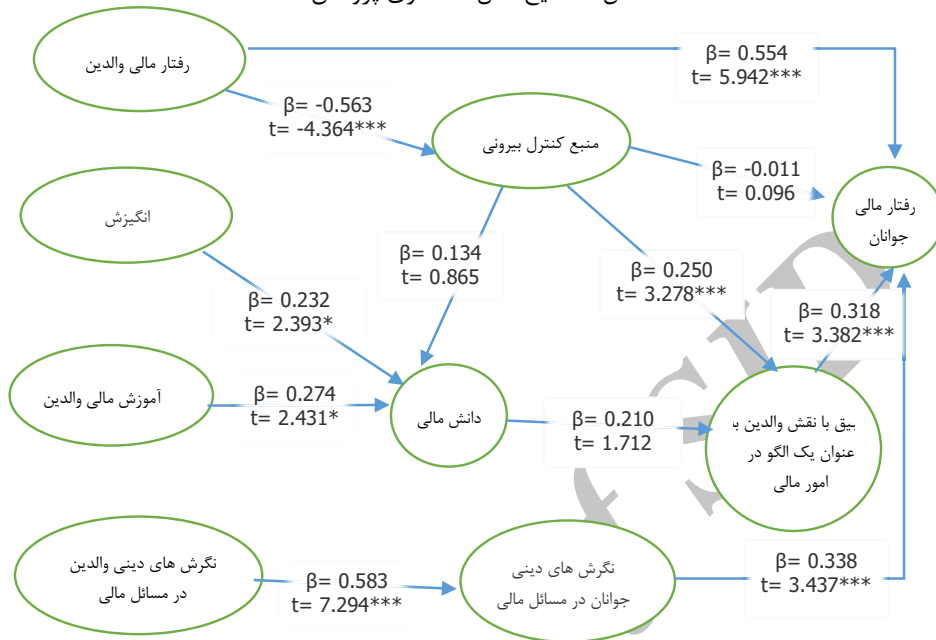 رفتار مالی والدین
β= 0.554
t= 5.942***
β= -0.563
t= -4.364***
منبع کنترل بیرونی
β= -0.011
t= 0.096
رفتار مالی
جوانان
انگیزش
β= 0.134
t= 0.865
β= 0.250
t= 3.278***
β= 0.232
t= 2.393*
β= 0.318
t= 3.382***
آموزش مالی والدین
β= 0.274
t= 2.431*
دانش مالی
β= 0.210
t= 1.712
با نقش والدین
عنوان یک الگو در
امور مالی
نگرش های دینی والدین
در مسائل مالی
β= 0.583
t= 7.294***
نگرش های دینی
جوانان در مسائل مالی
β= 0.338
t= 3.437***